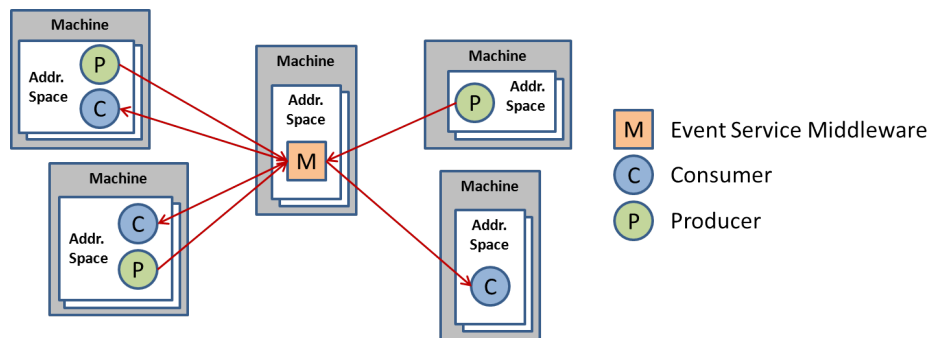 Machine
Addr.
Space
P
C
Machine
Addr.
Space
M
Machine
P
Addr.
Space
Machine
Addr.
Space
C
P
Machine
Addr.
Space
C
M Event Service Middleware
C Consumer
P Producer